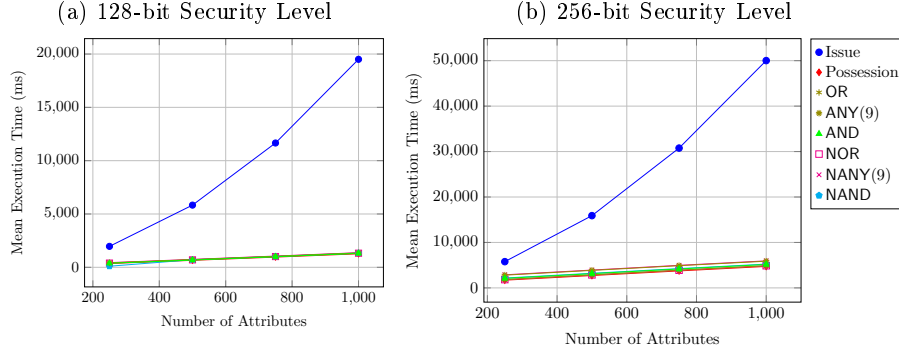 (a) 128-bit Security Level
Mean Execution Time (ms)
20,000
15,000
10,000
5,000
0
200
400
600
800
1,000
Number of Attributes
(b) 256-bit Security Level
Mean Execution Time (ms)
50,000
40,000
30,000
20,000
10,000
0
200
400
600
800
1,000
Number of Attributes
Issue
Possession
OR
ANY(9)
AND
NOR
NANY(9)
NAND